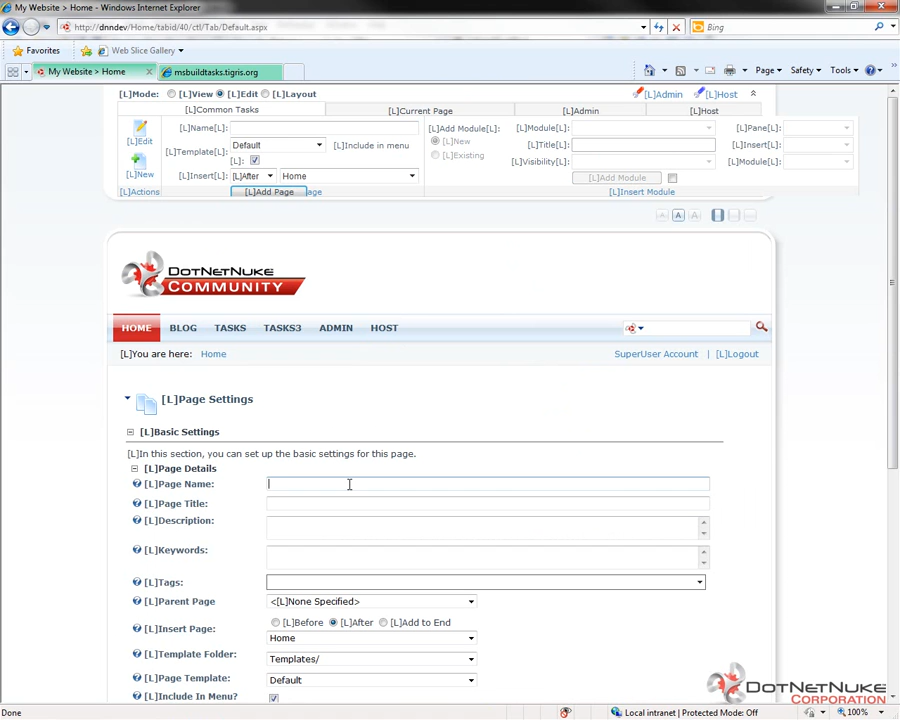 My Website > Home - Windows Internet Explorer
http://dnndev/Home/tabid/40/ctl/Tab/Default.aspx
Bing
Favorites
Web Slice Gallery
My Website > Home
msbuildtasks.tigris.org
Page
Safety
Tools
[L]Mode:
[L]View
[L]Edit
[L]Layout
[L]Admin
[L]Host
[L]Common Tasks
[L]Current Page
[L]Admin
[L]Host
[L]Edit
[L]New
[L]Actions
[L]Name[L]:
[L]Template[L]:
Default
[L]Include in menu
[L]:
[L]Insert[L]:
[L]After
Home
[L]Add Page
age
[L]Add Module[L]:
[L]New
[L]Existing
[L]Module[L]:
[L]Title[L]:
[L]Visibility[L]:
[L]Pane[L]:
[L]Insert[L]:
[L]Module[L]:
[L]Add Module
[L]Insert Module
A A A
DOTNETNUKE
COMMUNITY
HOME BLOG TASKS TASKS3 ADMIN HOST
[L]You are here: Home
SuperUser Account | [L]Logout
[L]Page Settings
[L]Basic Settings
[L]In this section, you can set up the basic settings for this page.
[L]Page Details
[L]Page Name:
[L]Page Title:
[L]Description:
[L]Keywords:
[L]Tags:
[L]Parent Page
<[L]None Specified>
[L]Before [L]After [L]Add to End
[L]Insert Page:
Home
[L]Template Folder:
Templates/
[L]Page Template:
Default
[L]Include In Menu?
DOTNETNUKE
CORPORATION
Done
Local intranet | Protected Mode: Off
100%